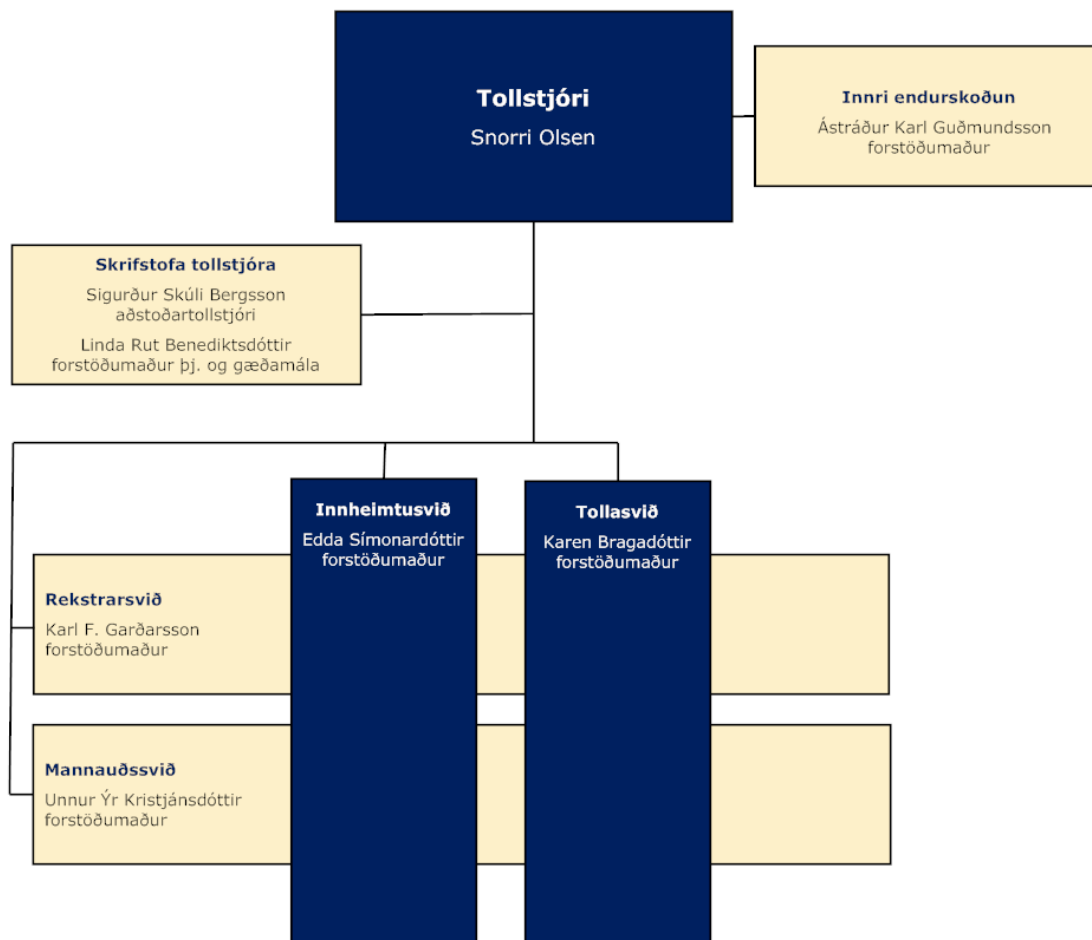 Tollstjóri
Snorri Olsen
Innri endurskoðun
Ástráður Karl Guðmundsson
forstöðumaður
Skrifstofa tollstjóra
Sigurður Skúli Bergsson
aðstoðartollstjóri
Linda Rut Benediktsdóttir
forstöðumaður þj. og gæðamála
Innheimtusvið
Edda Símonardóttir
forstöðumaður
Tollasvið
Karen Bragadóttir
forstöðumaður
Rekstrarsvið
Karl F. Garðarsson
forstöðumaður
Mannauðssvið
Unnur Ýr Kristjánsdóttir
forstöðumaður